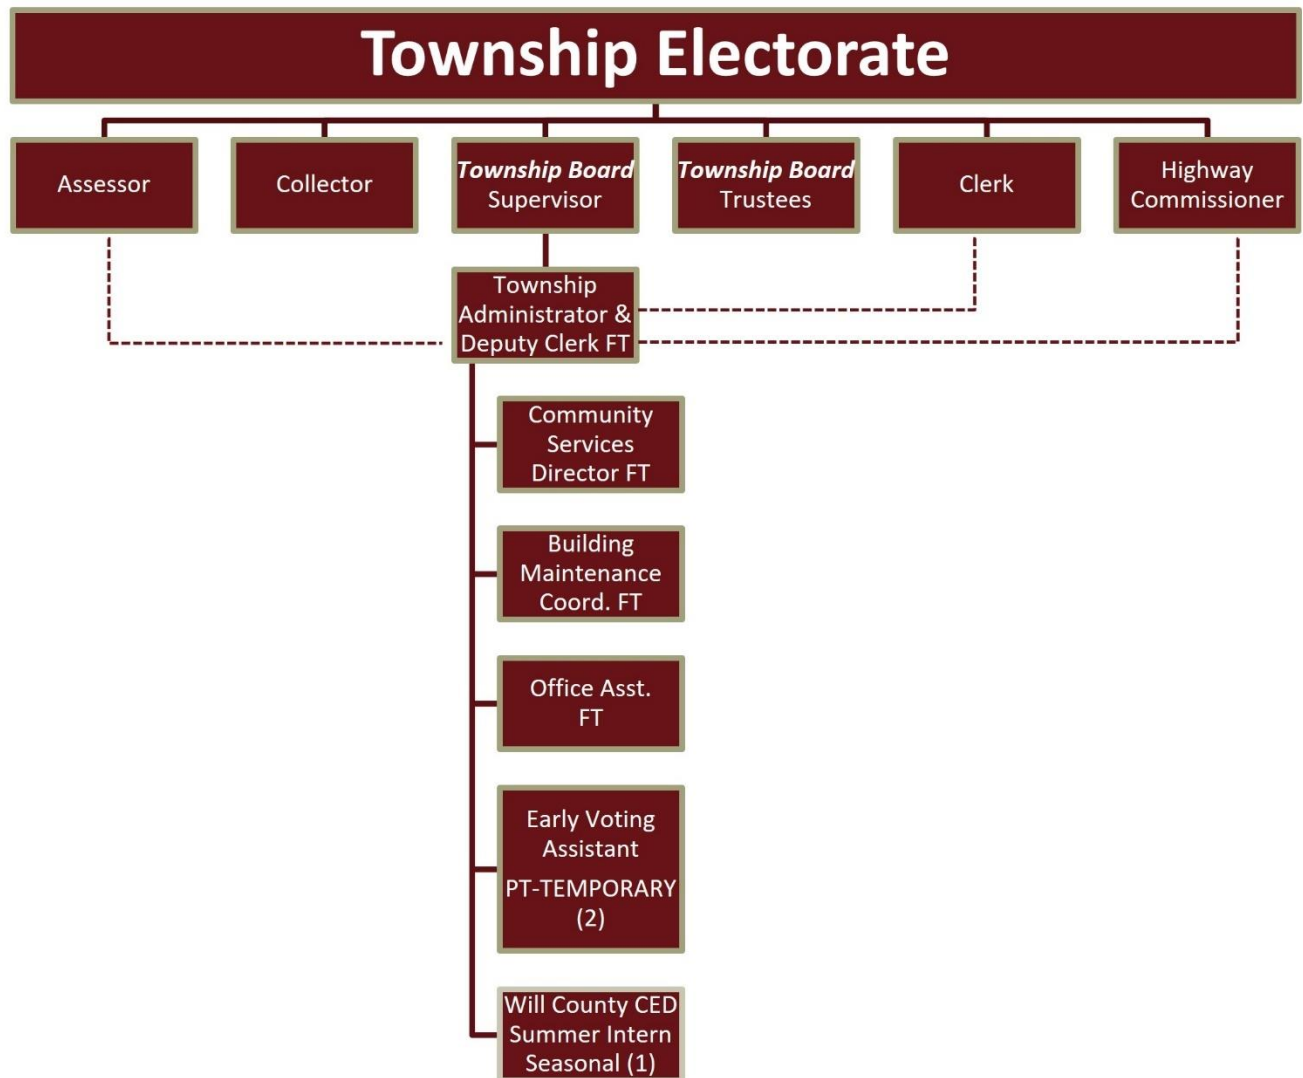 Township Electorate
Assessor
Collector
Township Board
Supervisor
Township Board
Trustees
Clerk
Highway
Commissioner
Township
Administrator &
Deputy Clerk FT
Community
Services
Director FT
Building
Maintenance
Coord. FT
Office Asst.
FT
Early Voting
Assistant
PT-TEMPORARY
(2)
Will County CED
Summer Intern
Seasonal (1)